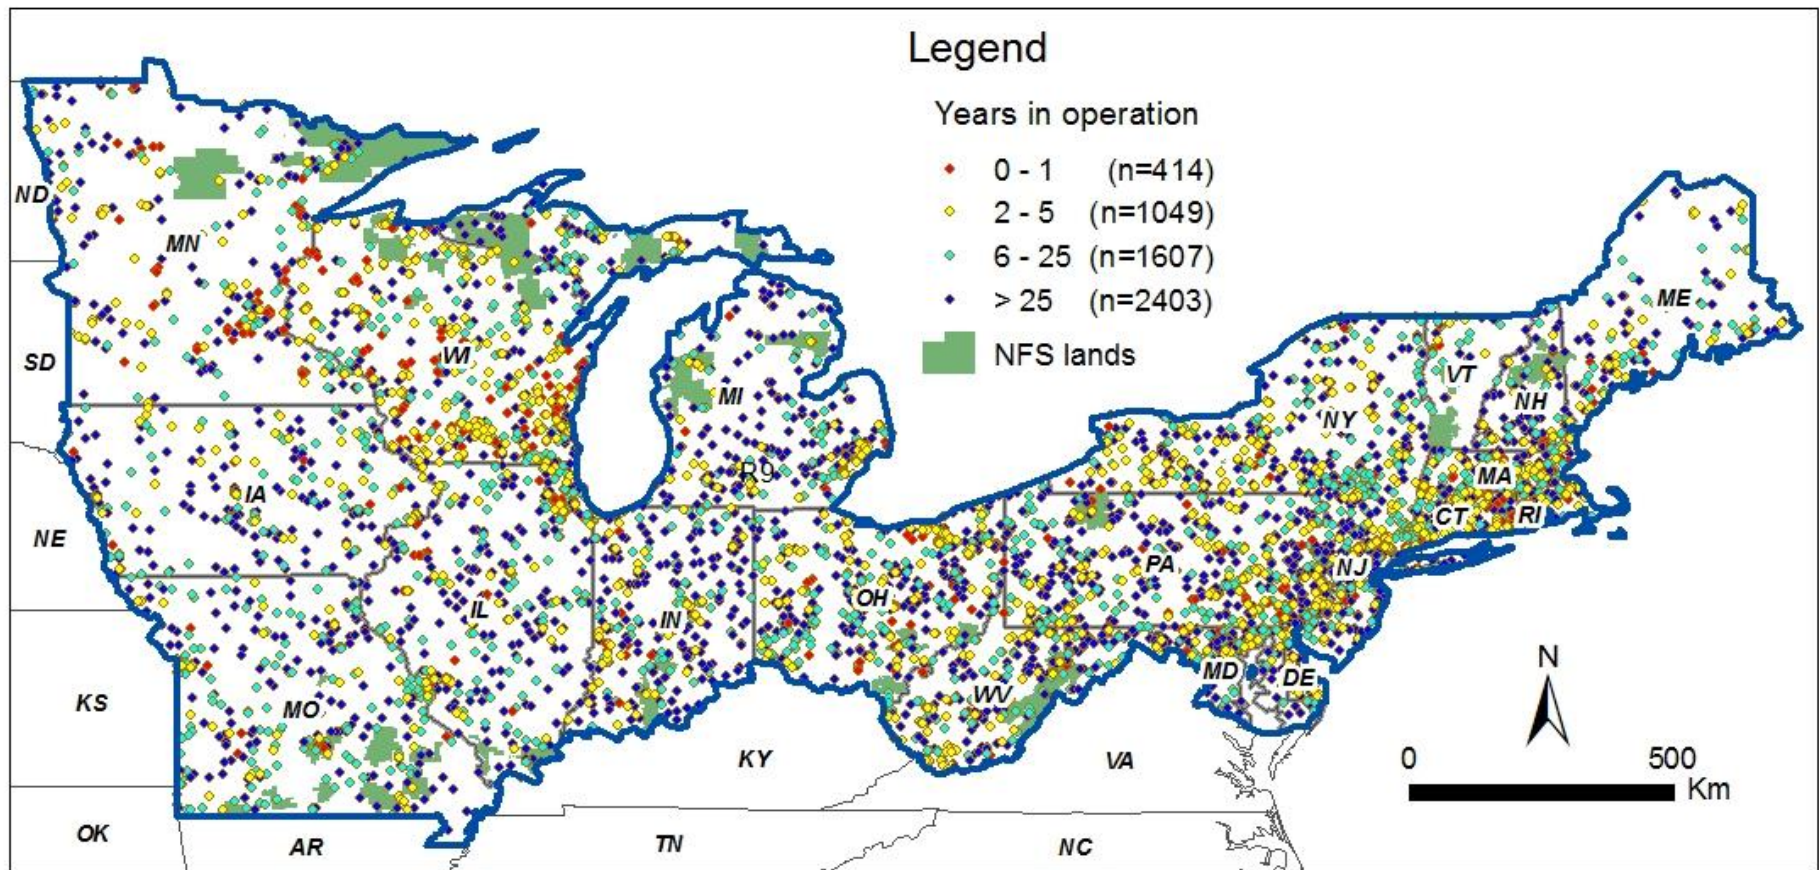 Legend
Years in operation
0 - 1 (n=414)
2 - 5 (n=1049)
6 - 25 (n=1607)
> 25 (n=2403)
NFS lands
ND
MN
SD
WI
MI
R9
ME
VT
NH
NY
MA
CT
RI
IA
NE
PA
NJ
OH
IL
IN
MD
DE
WV
MO
KS
N
KY
VA
0 500
Km
OK
AR
TN
NC